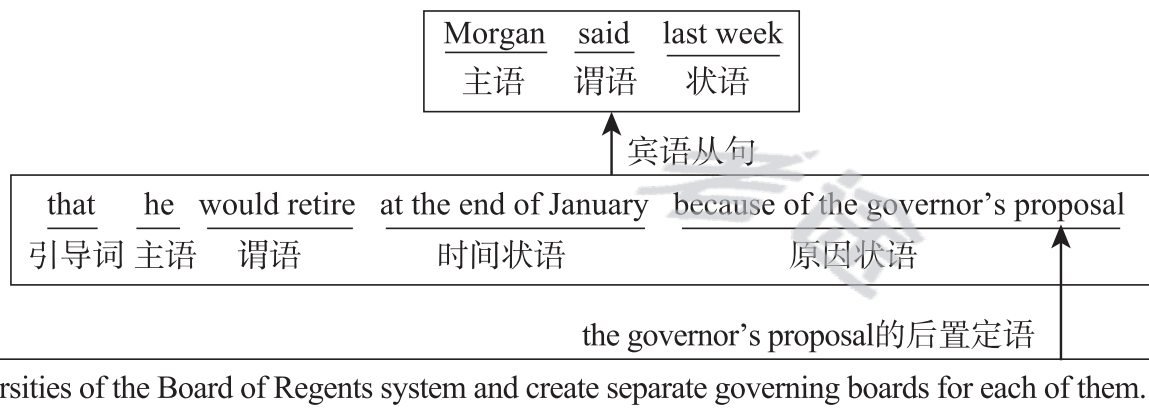 Morgan said last week
主语 谓语 状语
宾语从句
that he would retire at the end of January because of the governor’s proposal
引导词 主语 谓语 时间状语 原因状语
the governor’s proposal的后置定语
rsities of the Board of Regents system and create separate governing boards for each of them.